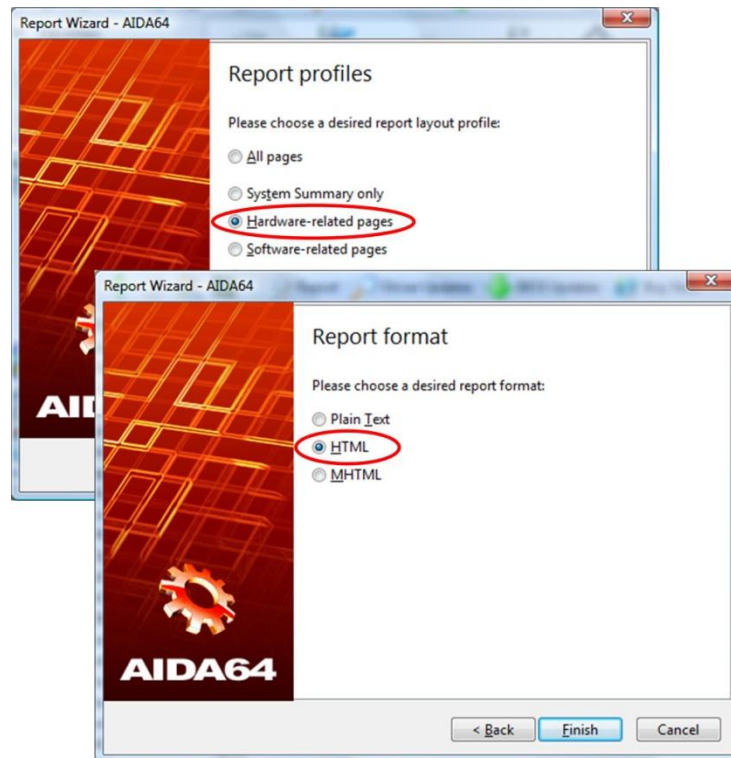 Report Wizard - AIDA64
Report profiles
Please choose a desired report layout profile:
All pages
System Summary only
Hardware-related pages
Software-related pages
Report Wizard - AIDA64
Report format
Please choose a desired report format:
Plain Text
HTML
MHTML
AIDA64
< Back Finish Cancel